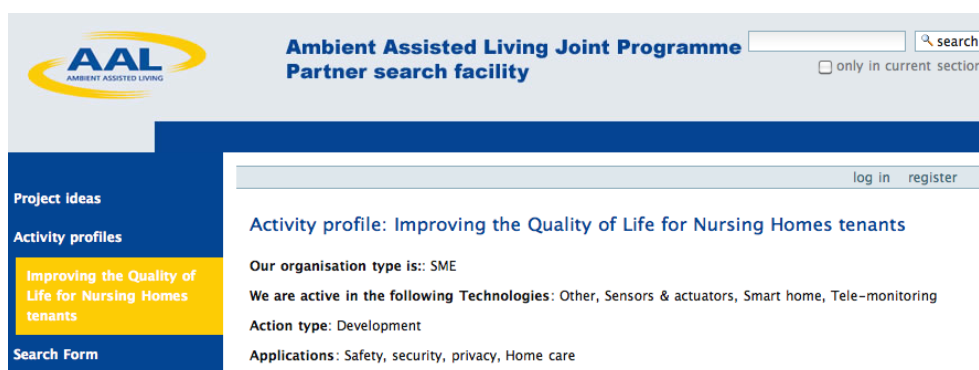 AAL
AMBIENT ASSISTED LIVING
Ambient Assisted Living Joint Programme
Partner search facility
search
only in current section
log in register
Project ideas
Activity profiles
Improving the Quality of
Life for Nursing Homes
tenants
Search Form
Activity profile: Improving the Quality of Life for Nursing Homes tenants
Our organisation type is:: SME
We are active in the following Technologies: Other, Sensors & actuators, Smart home, Tele-monitoring
Action type: Development
Applications: Safety, security, privacy, Home care